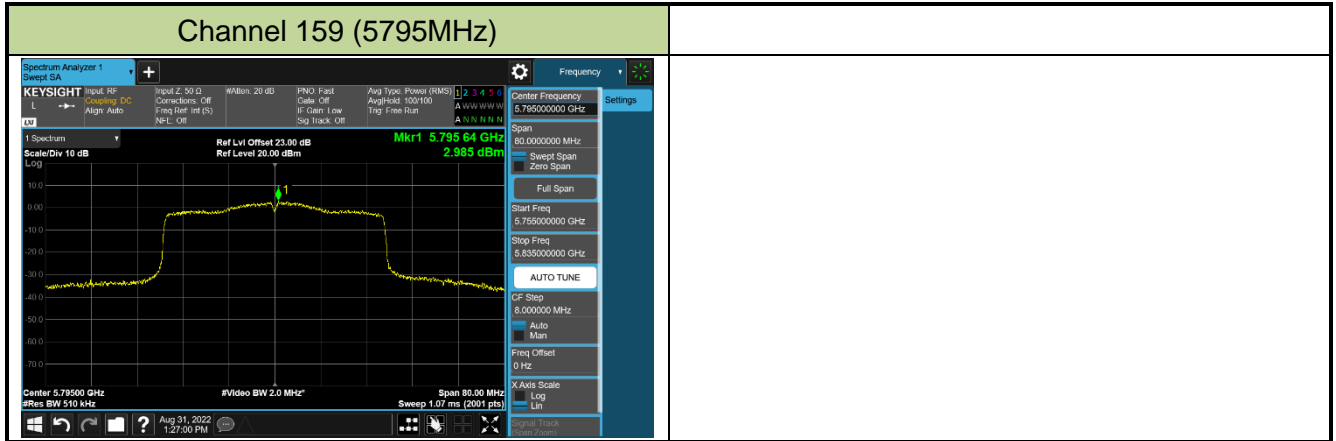 Channel 159 (5795MHz)
Spectrum Analyzer 1
Swept SA
+
Frequency
KEYSIGHT
L
LXI
Input: RF
Coupling: DC
Align: Auto
Input Z: 50 Ω
Corrections: Off
Freq Ref: Int (S)
NFE: Off
#Atten: 20 dB
PNO: Fast
Gate: Off
IF Gain: Low
Sig Track: Off
Avg Type: Power (RMS)
Avg|Hold: 100/100
Trig: Free Run
1 2 3 4 5 6
A W W W W W
A N N N N N
Center Frequency
5.795000000 GHz
Settings
1 Spectrum
Scale/Div 10 dB
Log
Ref Lvl Offset 23.00 dB
Ref Level 20.00 dBm
Mkr1 5.795 64 GHz
2.985 dBm
Span
80.0000000 MHz
Swept Span
Zero Span
Full Span
Start Freq
5.755000000 GHz
Stop Freq
5.835000000 GHz
AUTO TUNE
CF Step
8.000000 MHz
Auto
Man
Freq Offset
0 Hz
X Axis Scale
Log
Lin
Signal Track
(Span Zoom)
1
10.0
0.00
-10.0
-20.0
-30.0
-40.0
-50.0
-60.0
-70.0
Center 5.79500 GHz
#Res BW 510 kHz
#Video BW 2.0 MHz*
Span 80.00 MHz
Sweep 1.07 ms (2001 pts)
?
Aug 31, 2022
1:27:00 PM